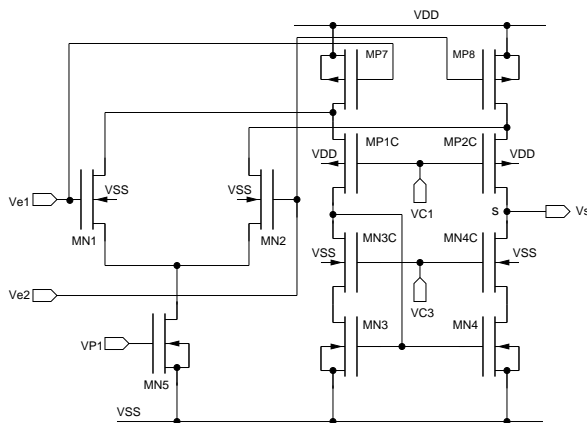 VDD
MP7
MP8
VDD
MP1C
MP2C
VDD
VC1
Ve1
VSS
MN1
VSS
MN2
S
Vs
MN3C
MN4C
VSS
VSS
VC3
Ve2
VP1
MN5
MN3
MN4
VSS